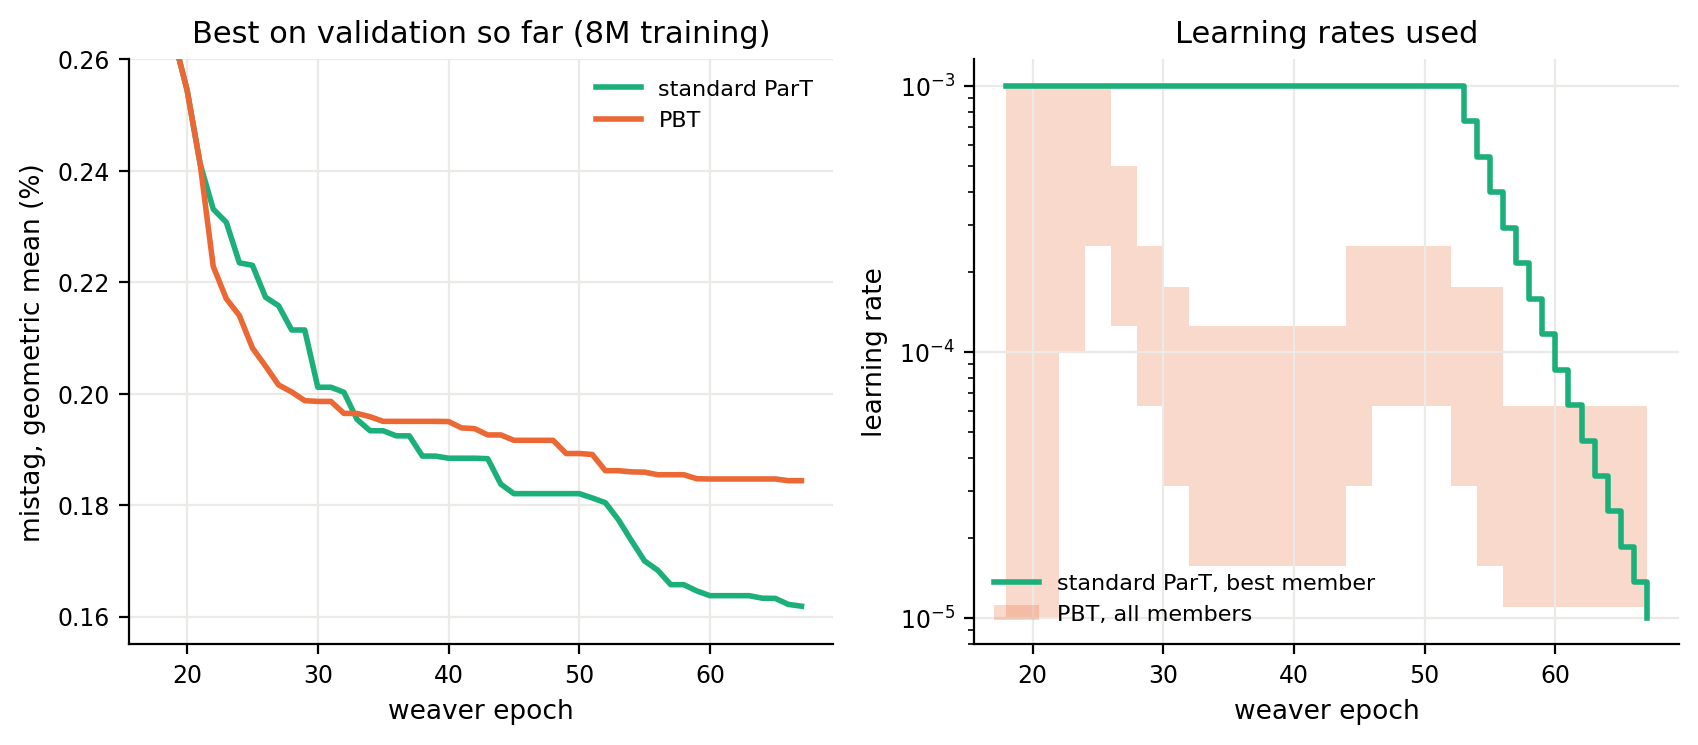 Best on validation so far (8M training)
mistag, geometric mean (%)
0.26
0.24
0.22
0.20
0.18
0.16
standard ParT
PBT
20 30 40 50 60
weaver epoch
Learning rates used
learning rate
10⁻³
10⁻⁴
10⁻⁵
standard ParT, best member
PBT, all members
20 30 40 50 60
weaver epoch